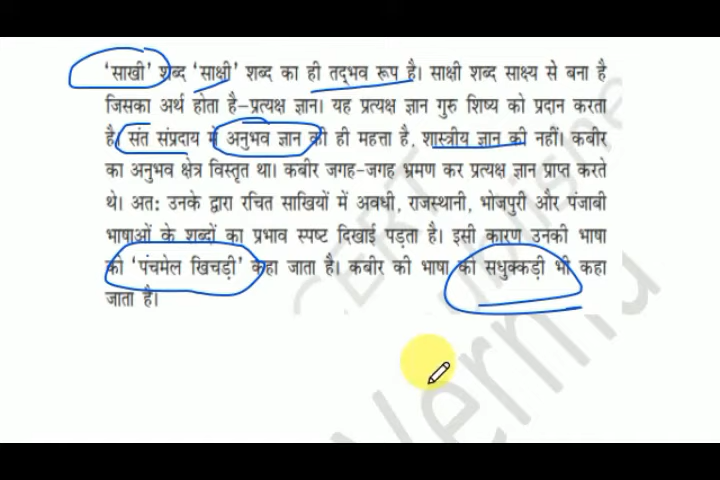 'साखी' शब्द 'साक्षी' शब्द का ही तद्भव रूप है। साक्षी शब्द साक्ष्य से बना है
जिसका अर्थ होता है-प्रत्यक्ष ज्ञान। यह प्रत्यक्ष ज्ञान गुरु शिष्य को प्रदान करता
है। संत संप्रदाय में अनुभव ज्ञान की ही महत्ता है, शास्त्रीय ज्ञान की नहीं। कबीर
का अनुभव क्षेत्र विस्तृत था। कबीर जगह-जगह भ्रमण कर प्रत्यक्ष ज्ञान प्राप्त करते
थे। अतः उनके द्वारा रचित साखियों में अवधी, राजस्थानी, भोजपुरी और पंजाबी
भाषाओं के शब्दों का प्रभाव स्पष्ट दिखाई पड़ता है। इसी कारण उनकी भाषा
को 'पंचमेल खिचड़ी' कहा जाता है। कबीर की भाषा को सधुक्कड़ी भी कहा
जाता है।